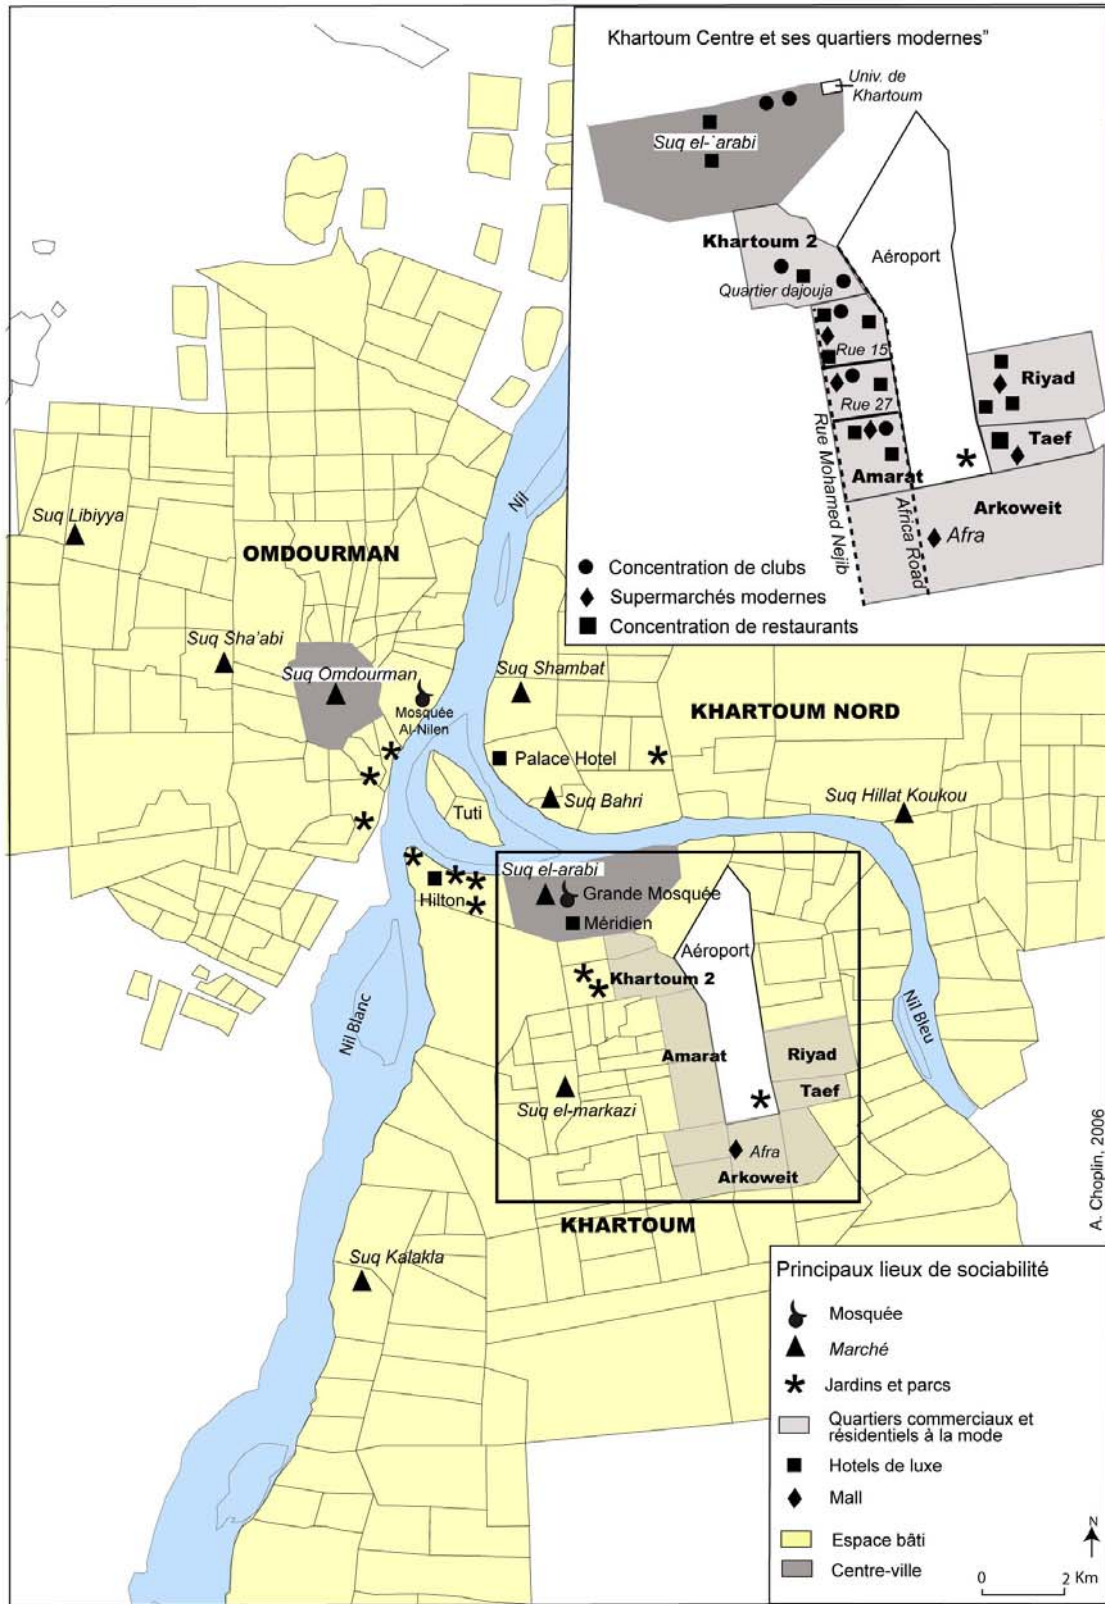 Khartoum Centre et ses quartiers modernes”
Univ. de
Khartoum
Suq el-`arabi
Khartoum 2
Aéroport
Quartier dajouja
Rue 15
Riyad
Rue 27
Taef
Amarat
Rue Mohamed Nejib
Africa Road
Arkoweit
Afra
Concentration de clubs
Supermarchés modernes
Concentration de restaurants
Nil
Suq Libiyya
OMDOURMAN
Suq Sha'abi
Suq Omdourman
Mosquée
Al-Nilen
Suq Shambat
KHARTOUM NORD
Palace Hotel
Suq Bahri
Suq Hillat Koukou
Tuti
Suq el-arabi
Grande Mosquée
Hilton
Méridien
Aéroport
Khartoum 2
Nil Blanc
Nil Bleu
Amarat
Riyad
Taef
Suq el-markazi
Afra
Arkoweit
KHARTOUM
Suq Kalakla
A. Choplin, 2006
Principaux lieux de sociabilité
Mosquée
Marché
Jardins et parcs
Quartiers commerciaux et
résidentiels à la mode
Hotels de luxe
Mall
Espace bâti
Centre-ville
N
0 2 Km